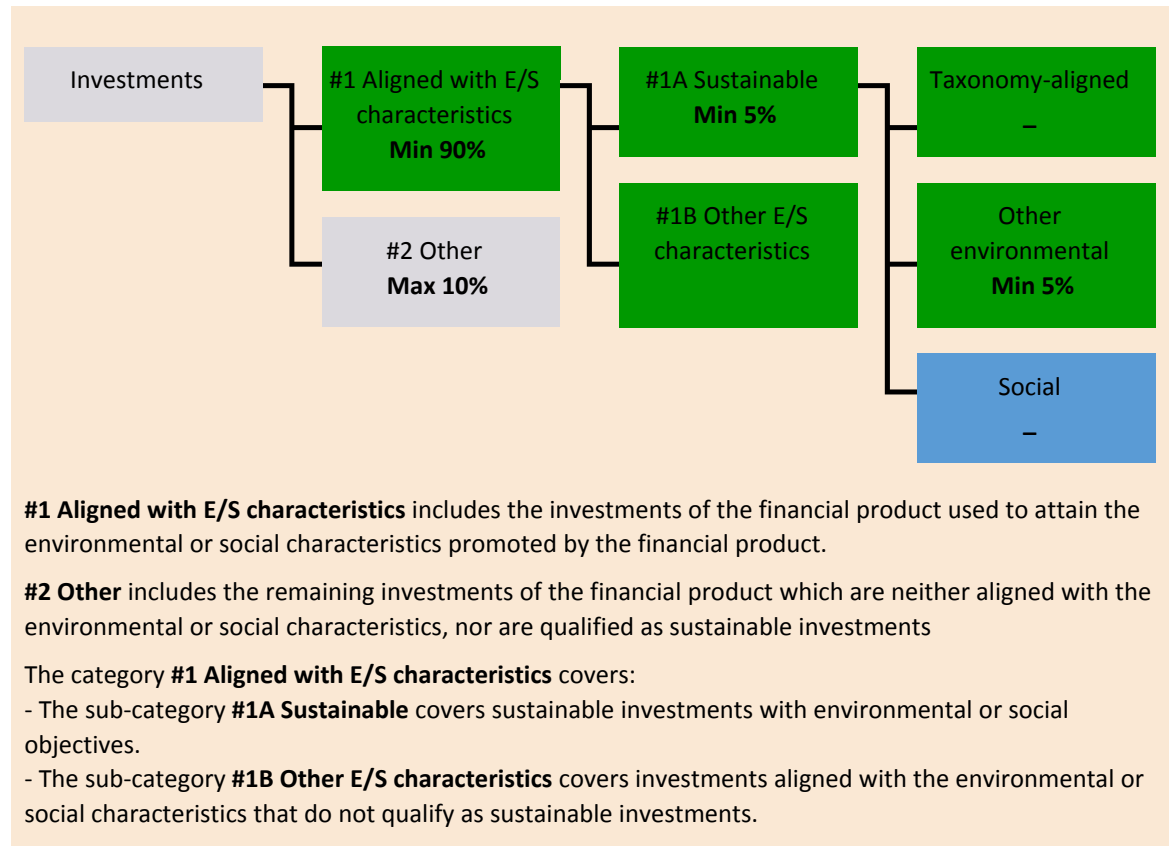 Investments
#1 Aligned with E/S
characteristics
Min 90%
#2 Other
Max 10%
#1A Sustainable
Min 5%
#1B Other E/S
characteristics
Taxonomy-aligned
–
Other
environmental
Min 5%
Social
–
#1 Aligned with E/S characteristics includes the investments of the financial product used to attain the
environmental or social characteristics promoted by the financial product.
#2 Other includes the remaining investments of the financial product which are neither aligned with the
environmental or social characteristics, nor are qualified as sustainable investments
The category #1 Aligned with E/S characteristics covers:
- The sub-category #1A Sustainable covers sustainable investments with environmental or social
objectives.
- The sub-category #1B Other E/S characteristics covers investments aligned with the environmental or
social characteristics that do not qualify as sustainable investments.